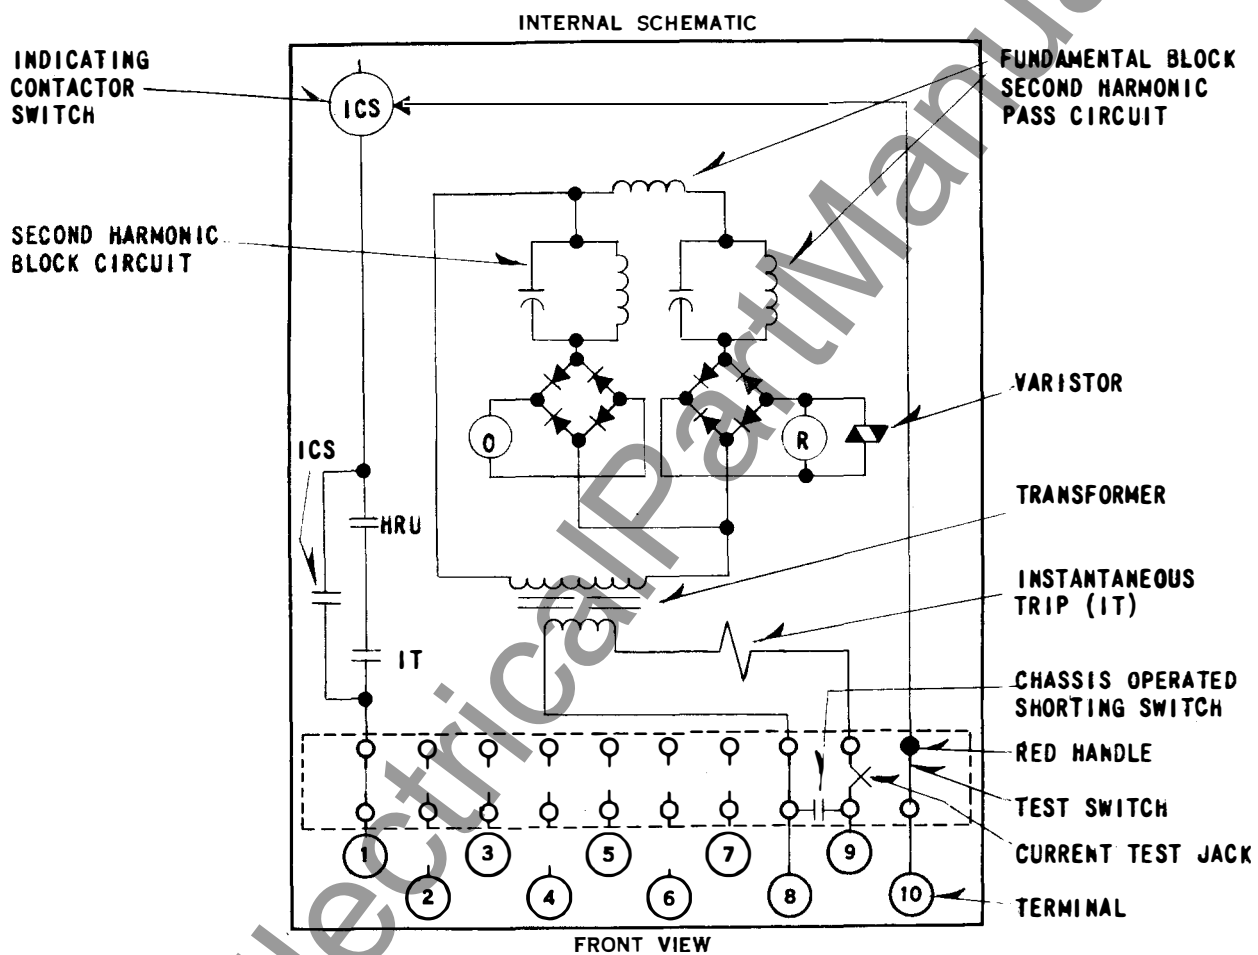 INTERNAL SCHEMATIC
INDICATING
CONTACTOR
SWITCH
ICS
FUNDAMENTAL BLOCK
SECOND HARMONIC
PASS CIRCUIT
SECOND HARMONIC
BLOCK CIRCUIT
VARISTOR
O
R
ICS
HRU
TRANSFORMER
INSTANTANEOUS
TRIP (IT)
IT
CHASSIS OPERATED
SHORTING SWITCH
RED HANDLE
TEST SWITCH
CURRENT TEST JACK
TERMINAL
1
3
5
7
9
2
4
6
8
10
FRONT VIEW